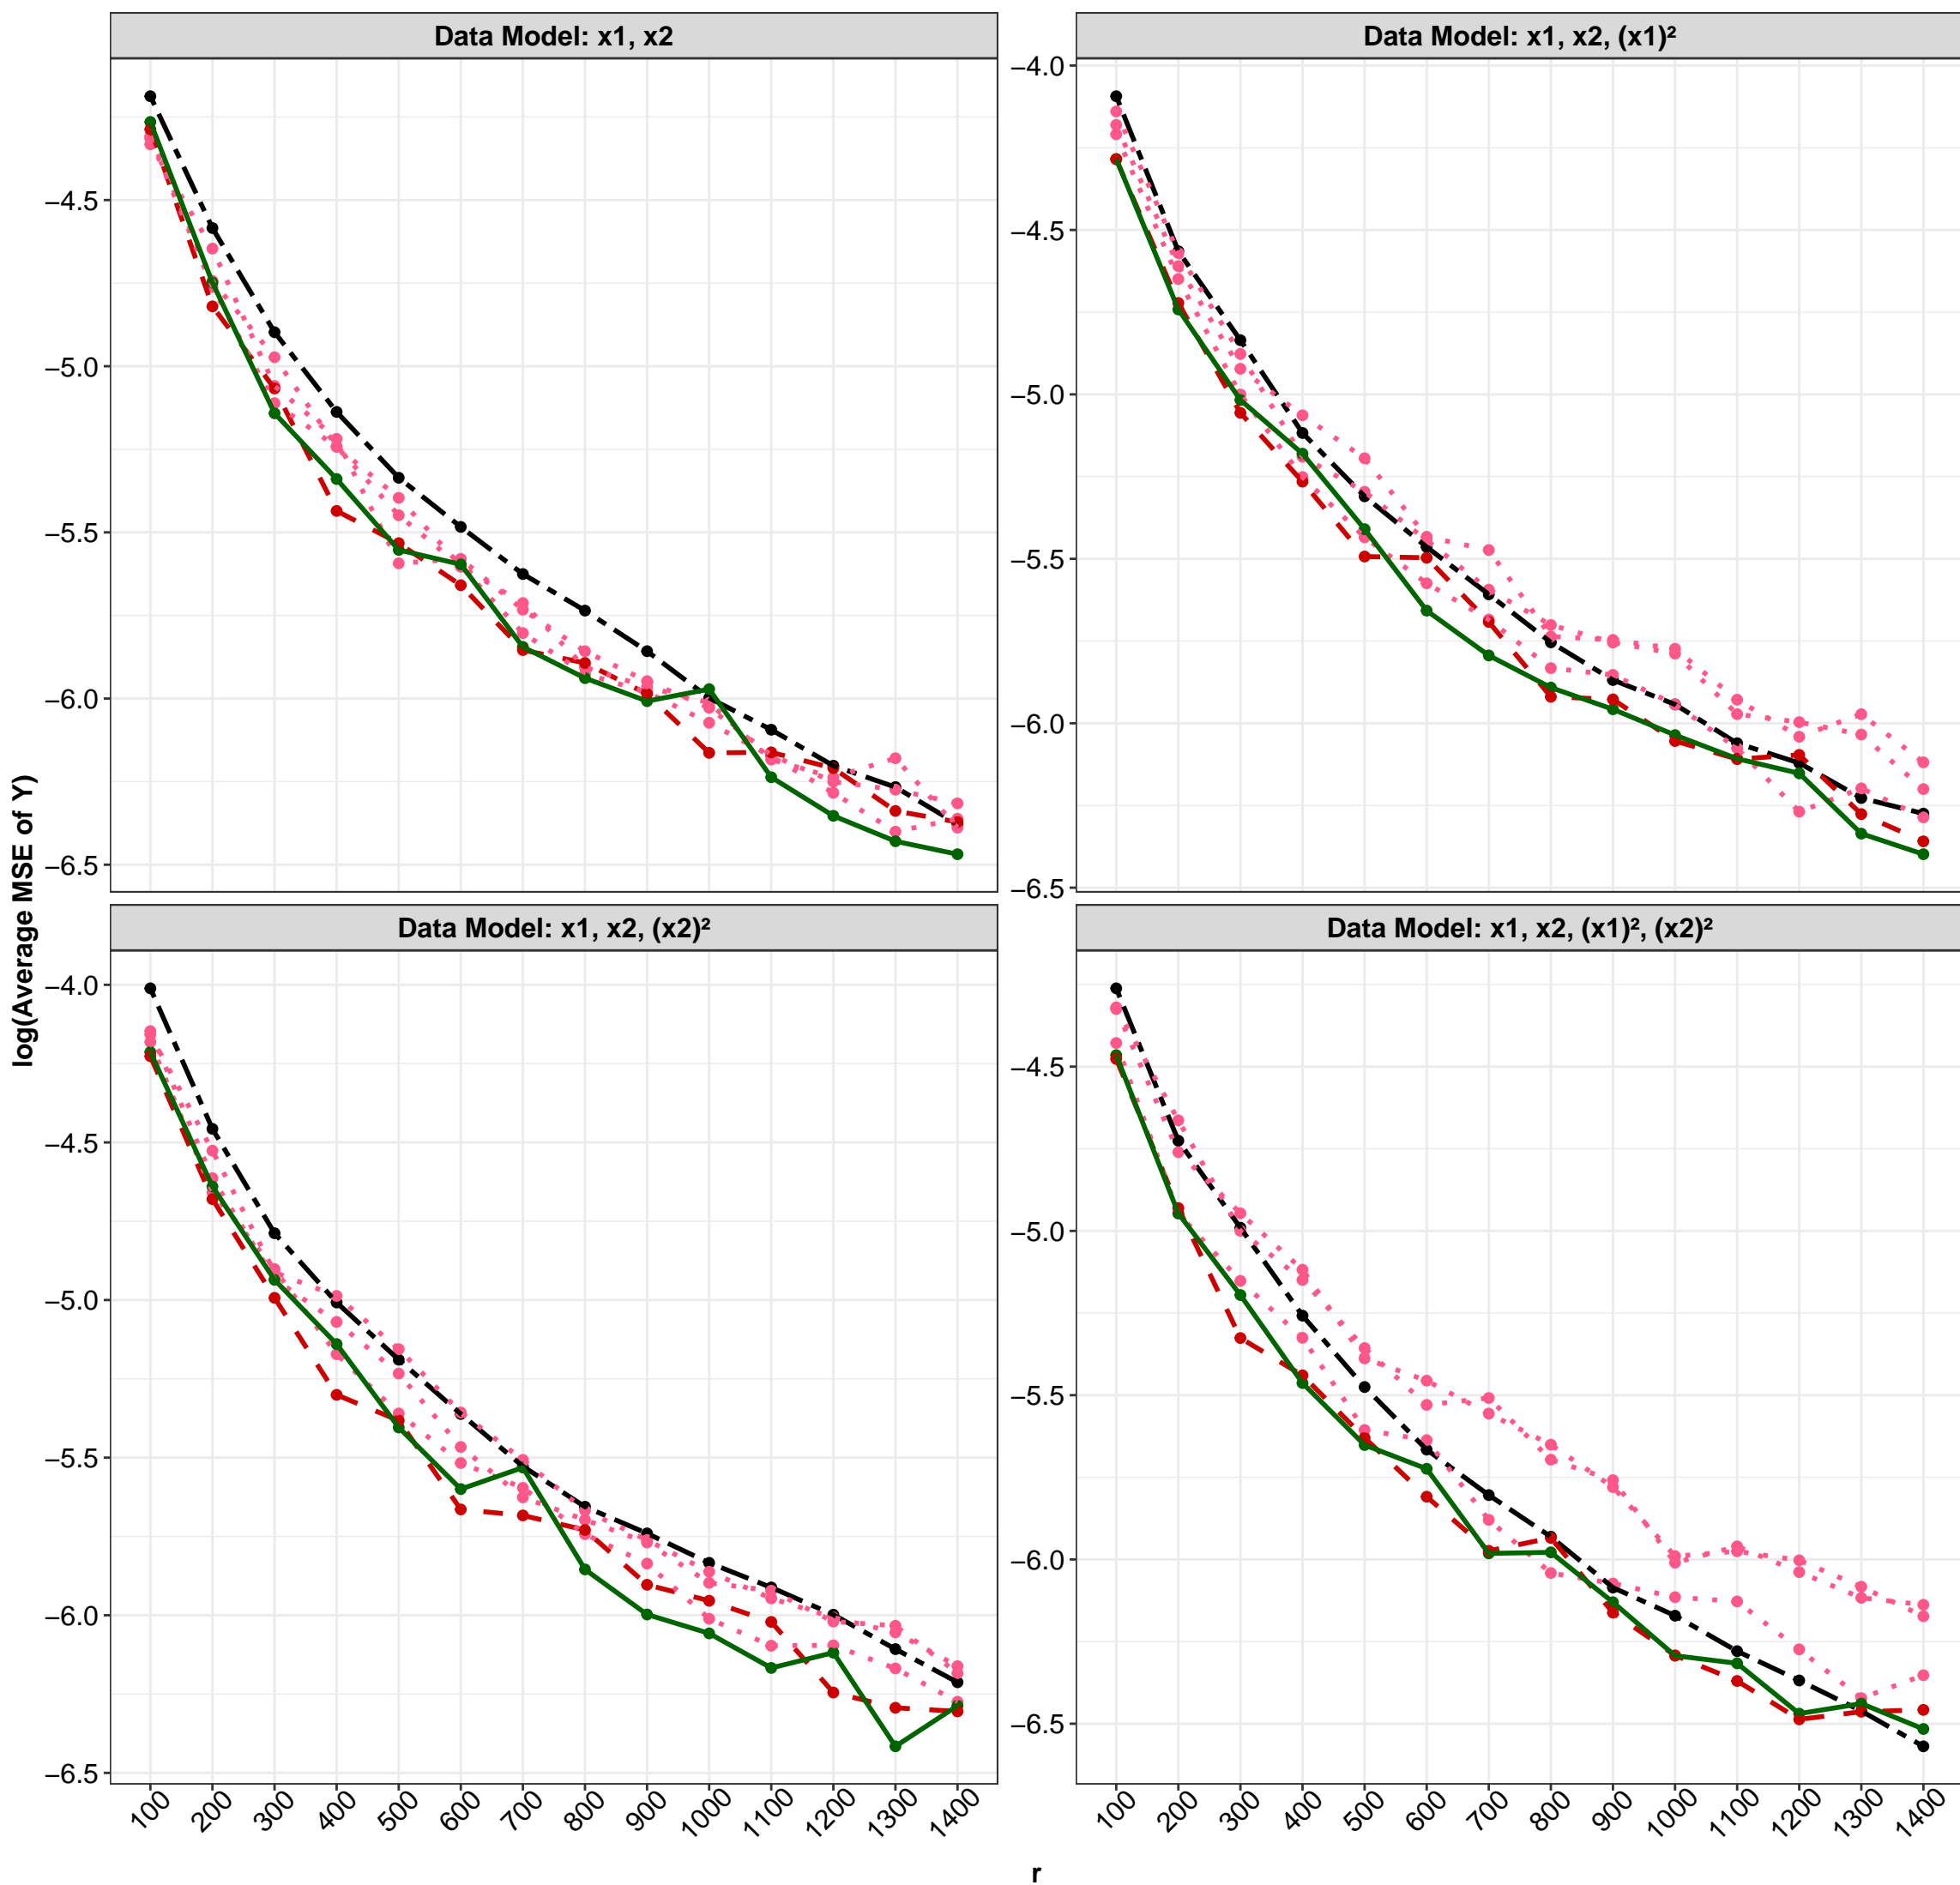 Data Model: x1, x2
Data Model: x1, x2, (x1)²
−4.5
−5.0
−5.5
−6.0
−6.5
−4.0
−4.5
−5.0
−5.5
−6.0
−6.5
log(Average MSE of Y)
Data Model: x1, x2, (x2)²
Data Model: x1, x2, (x1)², (x2)²
−4.0
−4.5
−5.0
−5.5
−6.0
−6.5
−4.5
−5.0
−5.5
−6.0
−6.5
100 200 300 400 500 600 700 800 900 1000 1100 1200 1300 1400
100 200 300 400 500 600 700 800 900 1000 1100 1200 1300 1400
r